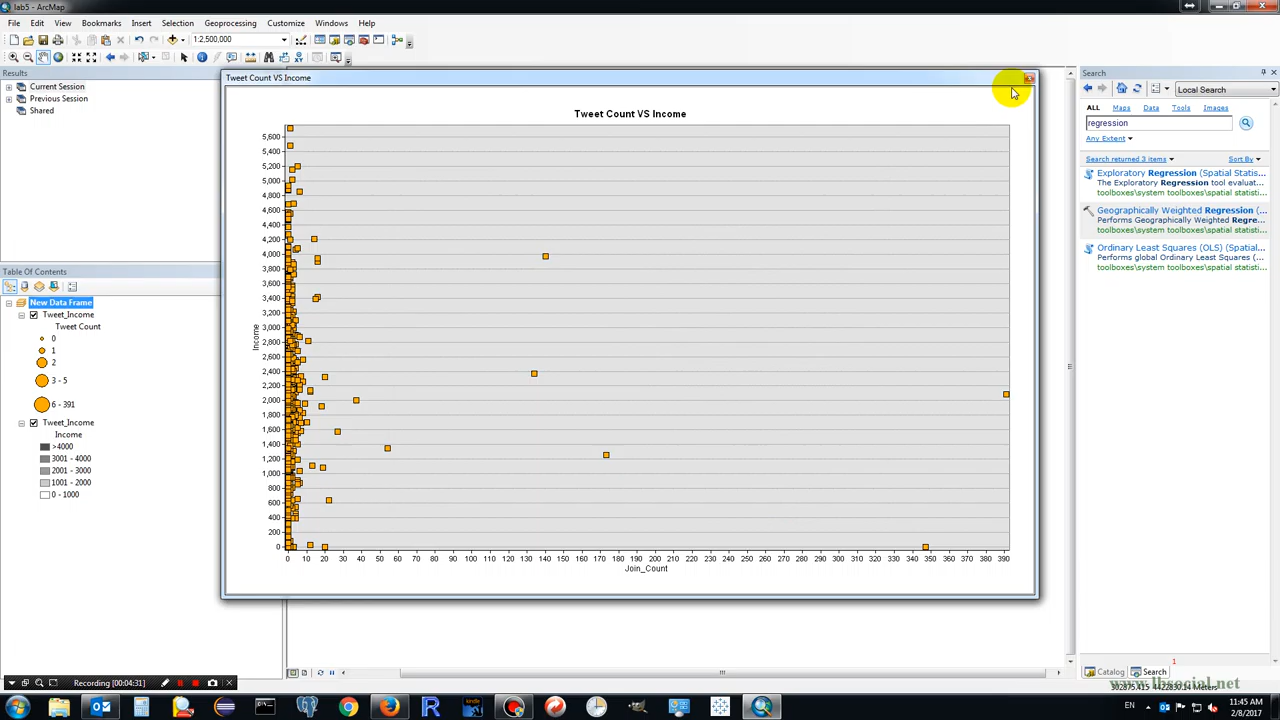 lab5 - ArcMap
File Edit View Bookmarks Insert Selection Geoprocessing Customize Windows Help
1:2,500,000
Results
Current Session
Previous Session
Shared
Table Of Contents
New Data Frame
Tweet_Income
Tweet Count
0
1
2
3 - 5
6 - 391
Tweet_Income
Income
>4000
3001 - 4000
2001 - 3000
1001 - 2000
0 - 1000
Tweet Count VS Income
Tweet Count VS Income
5,600
5,400
5,200
5,000
4,800
4,600
4,400
4,200
4,000
3,800
3,600
3,400
3,200
3,000
2,800
2,600
2,400
2,200
2,000
1,800
1,600
1,400
1,200
1,000
800
600
400
200
0
Income
0 10 20 30 40 50 60 70 80 90 100 110 120 130 140 150 160 170 180 190 200 210 220 230 240 250 260 270 280 290 300 310 320 330 340 350 360 370 380 390
Join_Count
Search
Local Search
ALL Maps Data Tools Images
regression
Any Extent
Search returned 3 items Sort By
Exploratory Regression (Spatial Statis...
The Exploratory Regression tool evaluat...
toolboxes\system toolboxes\spatial statisti...
Geographically Weighted Regression (...
Performs Geographically Weighted Regre...
toolboxes\system toolboxes\spatial statisti...
Ordinary Least Squares (OLS) (Spatial...
Performs global Ordinary Least Squares (...
toolboxes\system toolboxes\spatial statisti...
1
Catalog Search
www.lbsocial.net
302875.415 4422830.14 Meters
Recording [00:04:31]
EN
11:45 AM
2/8/2017